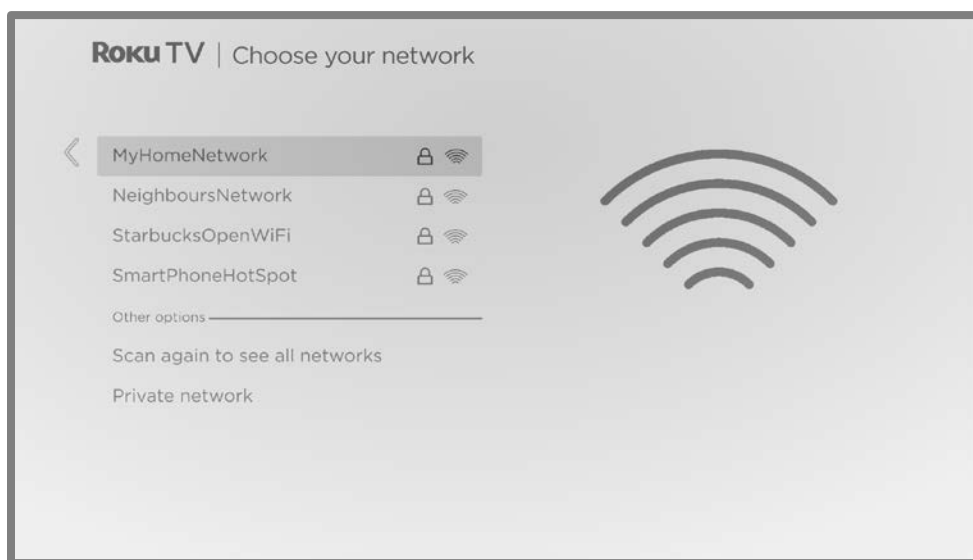 Roku TV | Choose your network
MyHomeNetwork
NeighboursNetwork
StarbucksOpenWiFi
SmartPhoneHotSpot
Other options
Scan again to see all networks
Private network